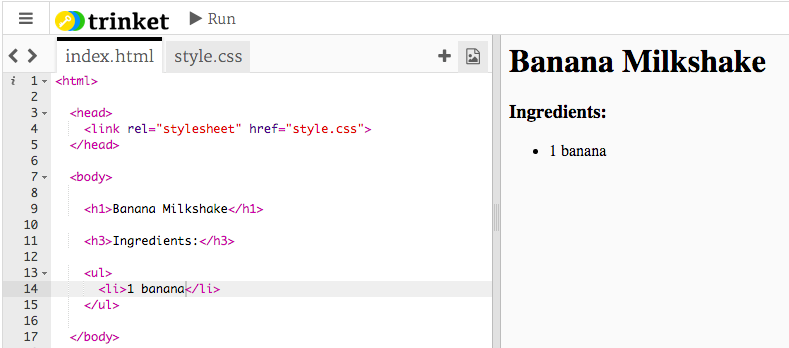 trinket Run
index.html style.css
i 1 <html>
2
3 <head>
4 <link rel="stylesheet" href="style.css">
5 </head>
6
7 <body>
8
9 <h1>Banana Milkshake</h1>
10
11 <h3>Ingredients:</h3>
12
13 <ul>
14 <li>1 banana</li>
15 </ul>
16
17 </body>
Banana Milkshake
Ingredients:
• 1 banana